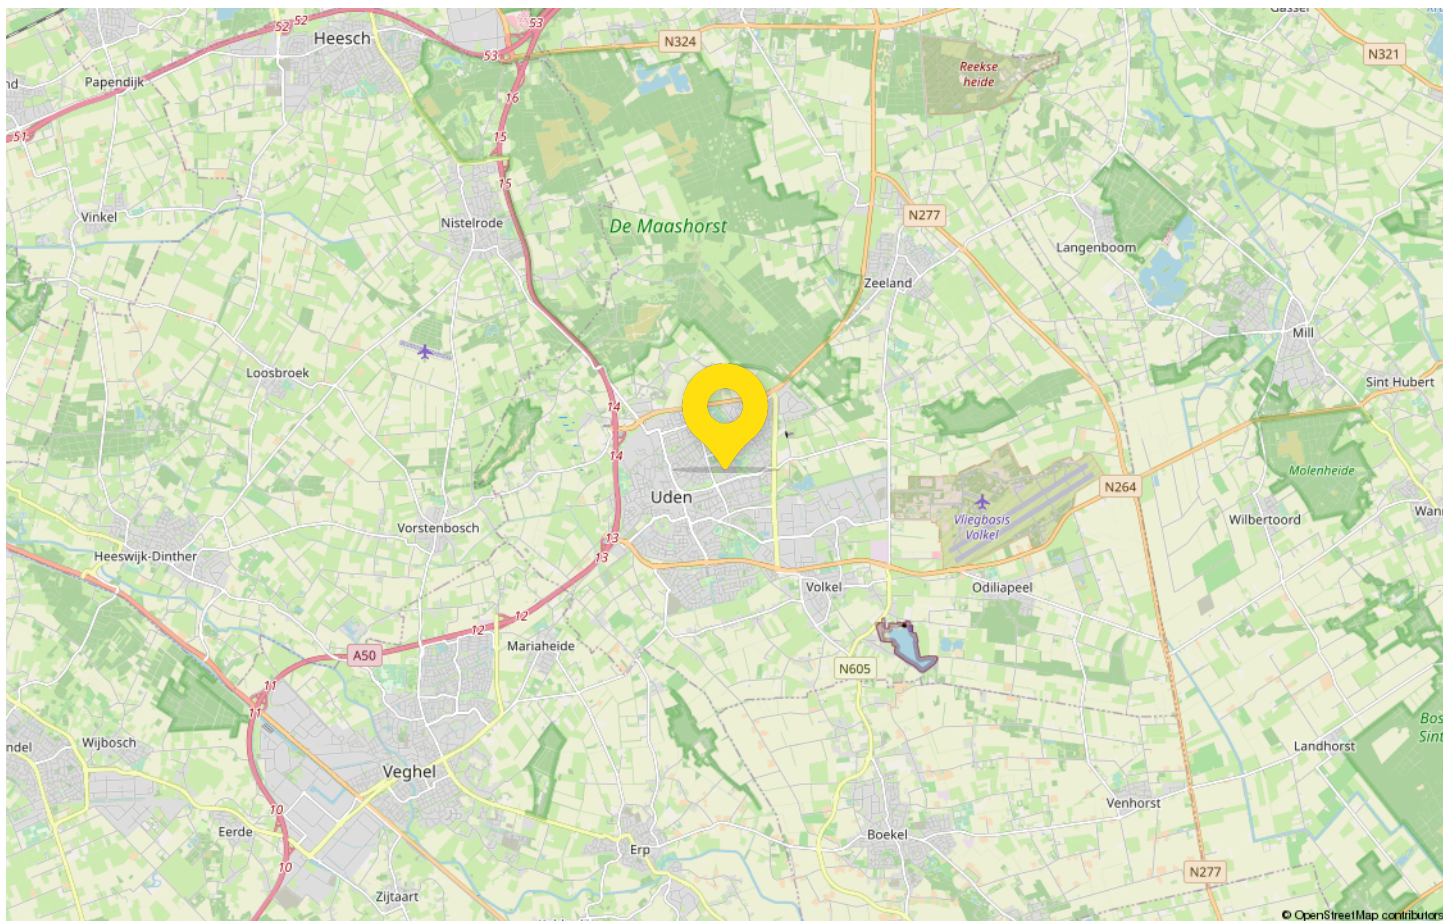 52
53
Gassel
52
Heesch
53
N324
N321
Reekse
heide
Papendijk
16
51
15
15
Vinkel
Nistelrode
De Maashorst
N277
Langenboom
Zeeland
Mill
Loosbroek
Sint Hubert
14
14
Molenheide
Uden
N264
Vliegbasis
Volkel
Wilbertoord
Vorstenbosch
13
13
Heeswijk-Dinther
Volkel
Odiliapeel
12
12
Mariaheide
A50
N605
11
11
Wijbosch
Landhorst
Veghel
Venhorst
10
Eerde
Boekel
Erp
10
N277
Zijtaart
© OpenStreetMap contributors